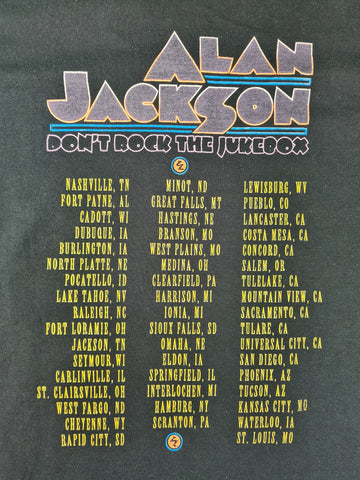 ALAN
JACKSON
DON'T ROCK THE JUKEBOX
NASHVILLE, TN
FORT PAYNE, AL
CADOTT, WI
DUBUQUE, IA
BURLINGTON, IA
NORTH PLATTE, NE
POCATELLO, ID
LAKE TAHOE, NV
RALEIGH, NC
FORT LORAMIE, OH
JACKSON, TN
SEYMOUR, WI
CARLINVILLE, IL
ST. CLAIRSVILLE, OH
WEST FARGO, ND
CHEYENNE, WY
RAPID CITY, SD
MINOT, ND
GREAT FALLS, MT
HASTINGS, NE
BRANSON, MO
WEST PLAINS, MO
MEDINA, OH
CLEARFIELD, PA
HARRISON, MI
IONIA, MI
SIOUX FALLS, SD
OMAHA, NE
ELDON, IA
SPRINGFIELD, IL
INTERLOCHEN, MI
HAMBURG, NY
SCRANTON, PA
LEWISBURG, WV
PUEBLO, CO
LANCASTER, CA
COSTA MESA, CA
CONCORD, CA
SALEM, OR
TULELAKE, CA
MOUNTAIN VIEW, CA
SACRAMENTO, CA
TULARE, CA
UNIVERSAL CITY, CA
SAN DIEGO, CA
PHOENIX, AZ
TUCSON, AZ
KANSAS CITY, MO
WATERLOO, IA
ST. LOUIS, MO